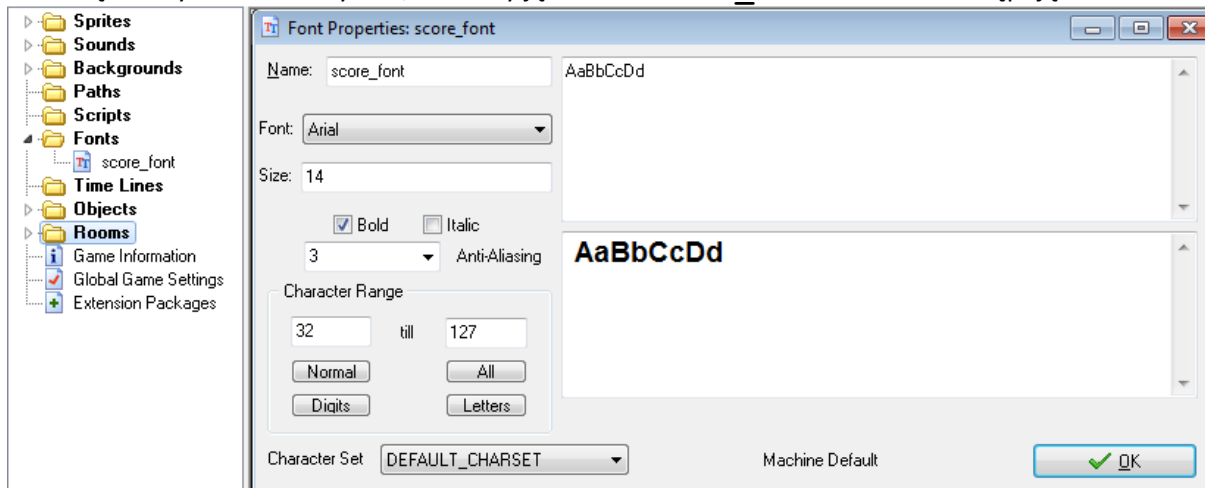 Sprites
Sounds
Backgrounds
Paths
Scripts
Fonts
score_font
Time Lines
Objects
Rooms
Game Information
Global Game Settings
Extension Packages
Font Properties: score_font
Name: score_font
AaBbCcDd
Font: Arial
Size: 14
Bold Italic
3 Anti-Aliasing
AaBbCcDd
Character Range
32 till 127
Normal All
Digits Letters
Character Set DEFAULT_CHARSET Machine Default OK